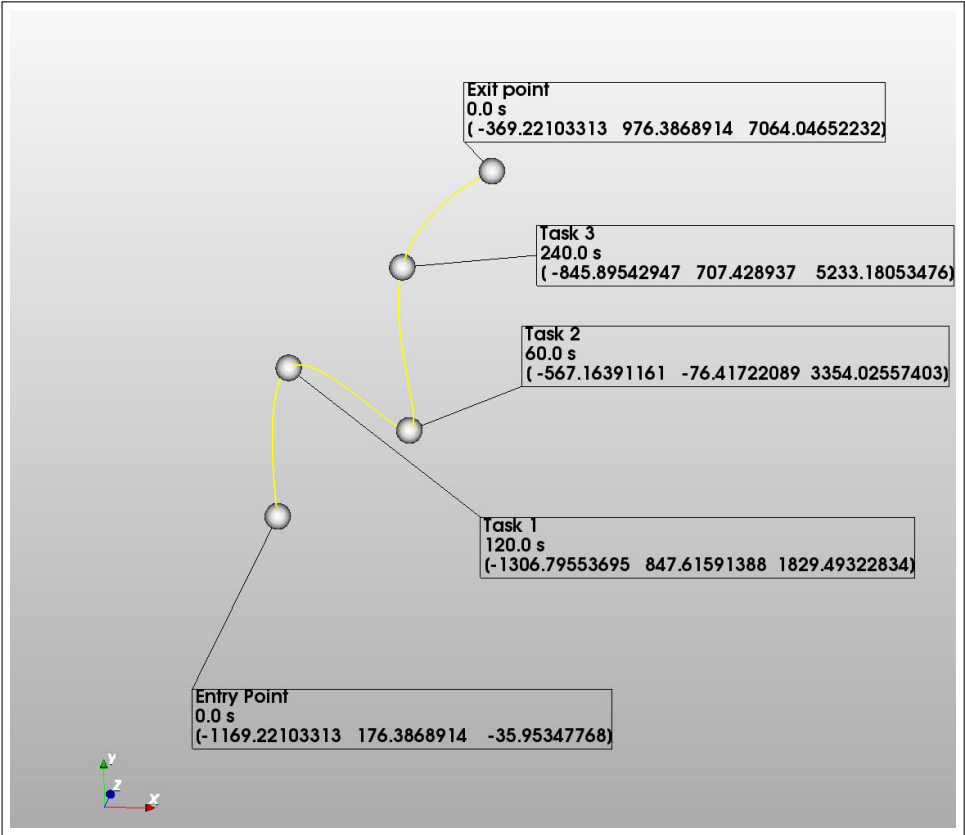 Exit point
0.0 s
( -369.22103313 976.3868914 7064.04652232)
Task 3
240.0 s
( -845.89542947 707.428937 5233.18053476)
Task 2
60.0 s
( -567.16391161 -76.41722089 3354.02557403)
Task 1
120.0 s
(-1306.79553695 847.61591388 1829.49322834)
Entry Point
0.0 s
(-1169.22103313 176.3868914 -35.95347768)
Y
Z
X